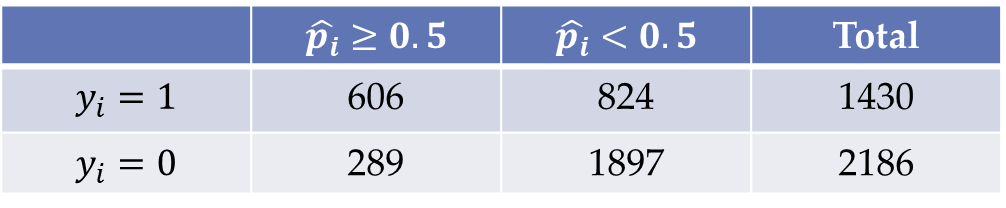 p̂ᵢ ≥ 0.5 p̂ᵢ < 0.5 Total
yᵢ = 1 606 824 1430
yᵢ = 0 289 1897 2186